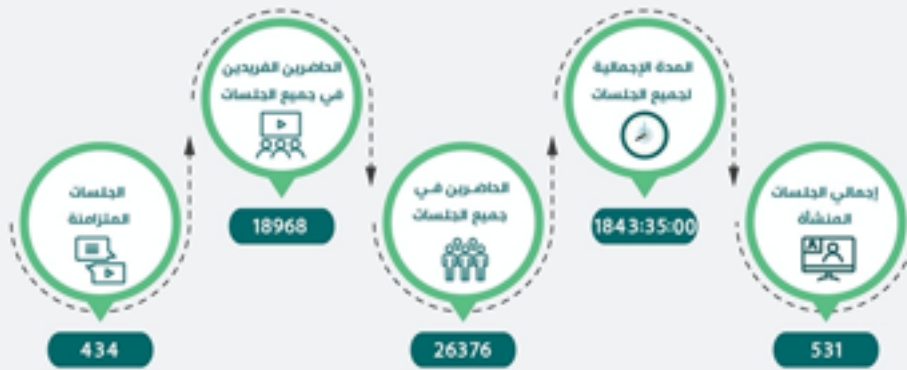 إجمالي الجلسات
المنشأة
531
المدة الإجمالية
لجميع الجلسات
1843:35:00
الحاضرين في
جميع الجلسات
26376
الحاضرين الفريدين
في جميع الجلسات
18968
الجلسات
المتزامنة
434